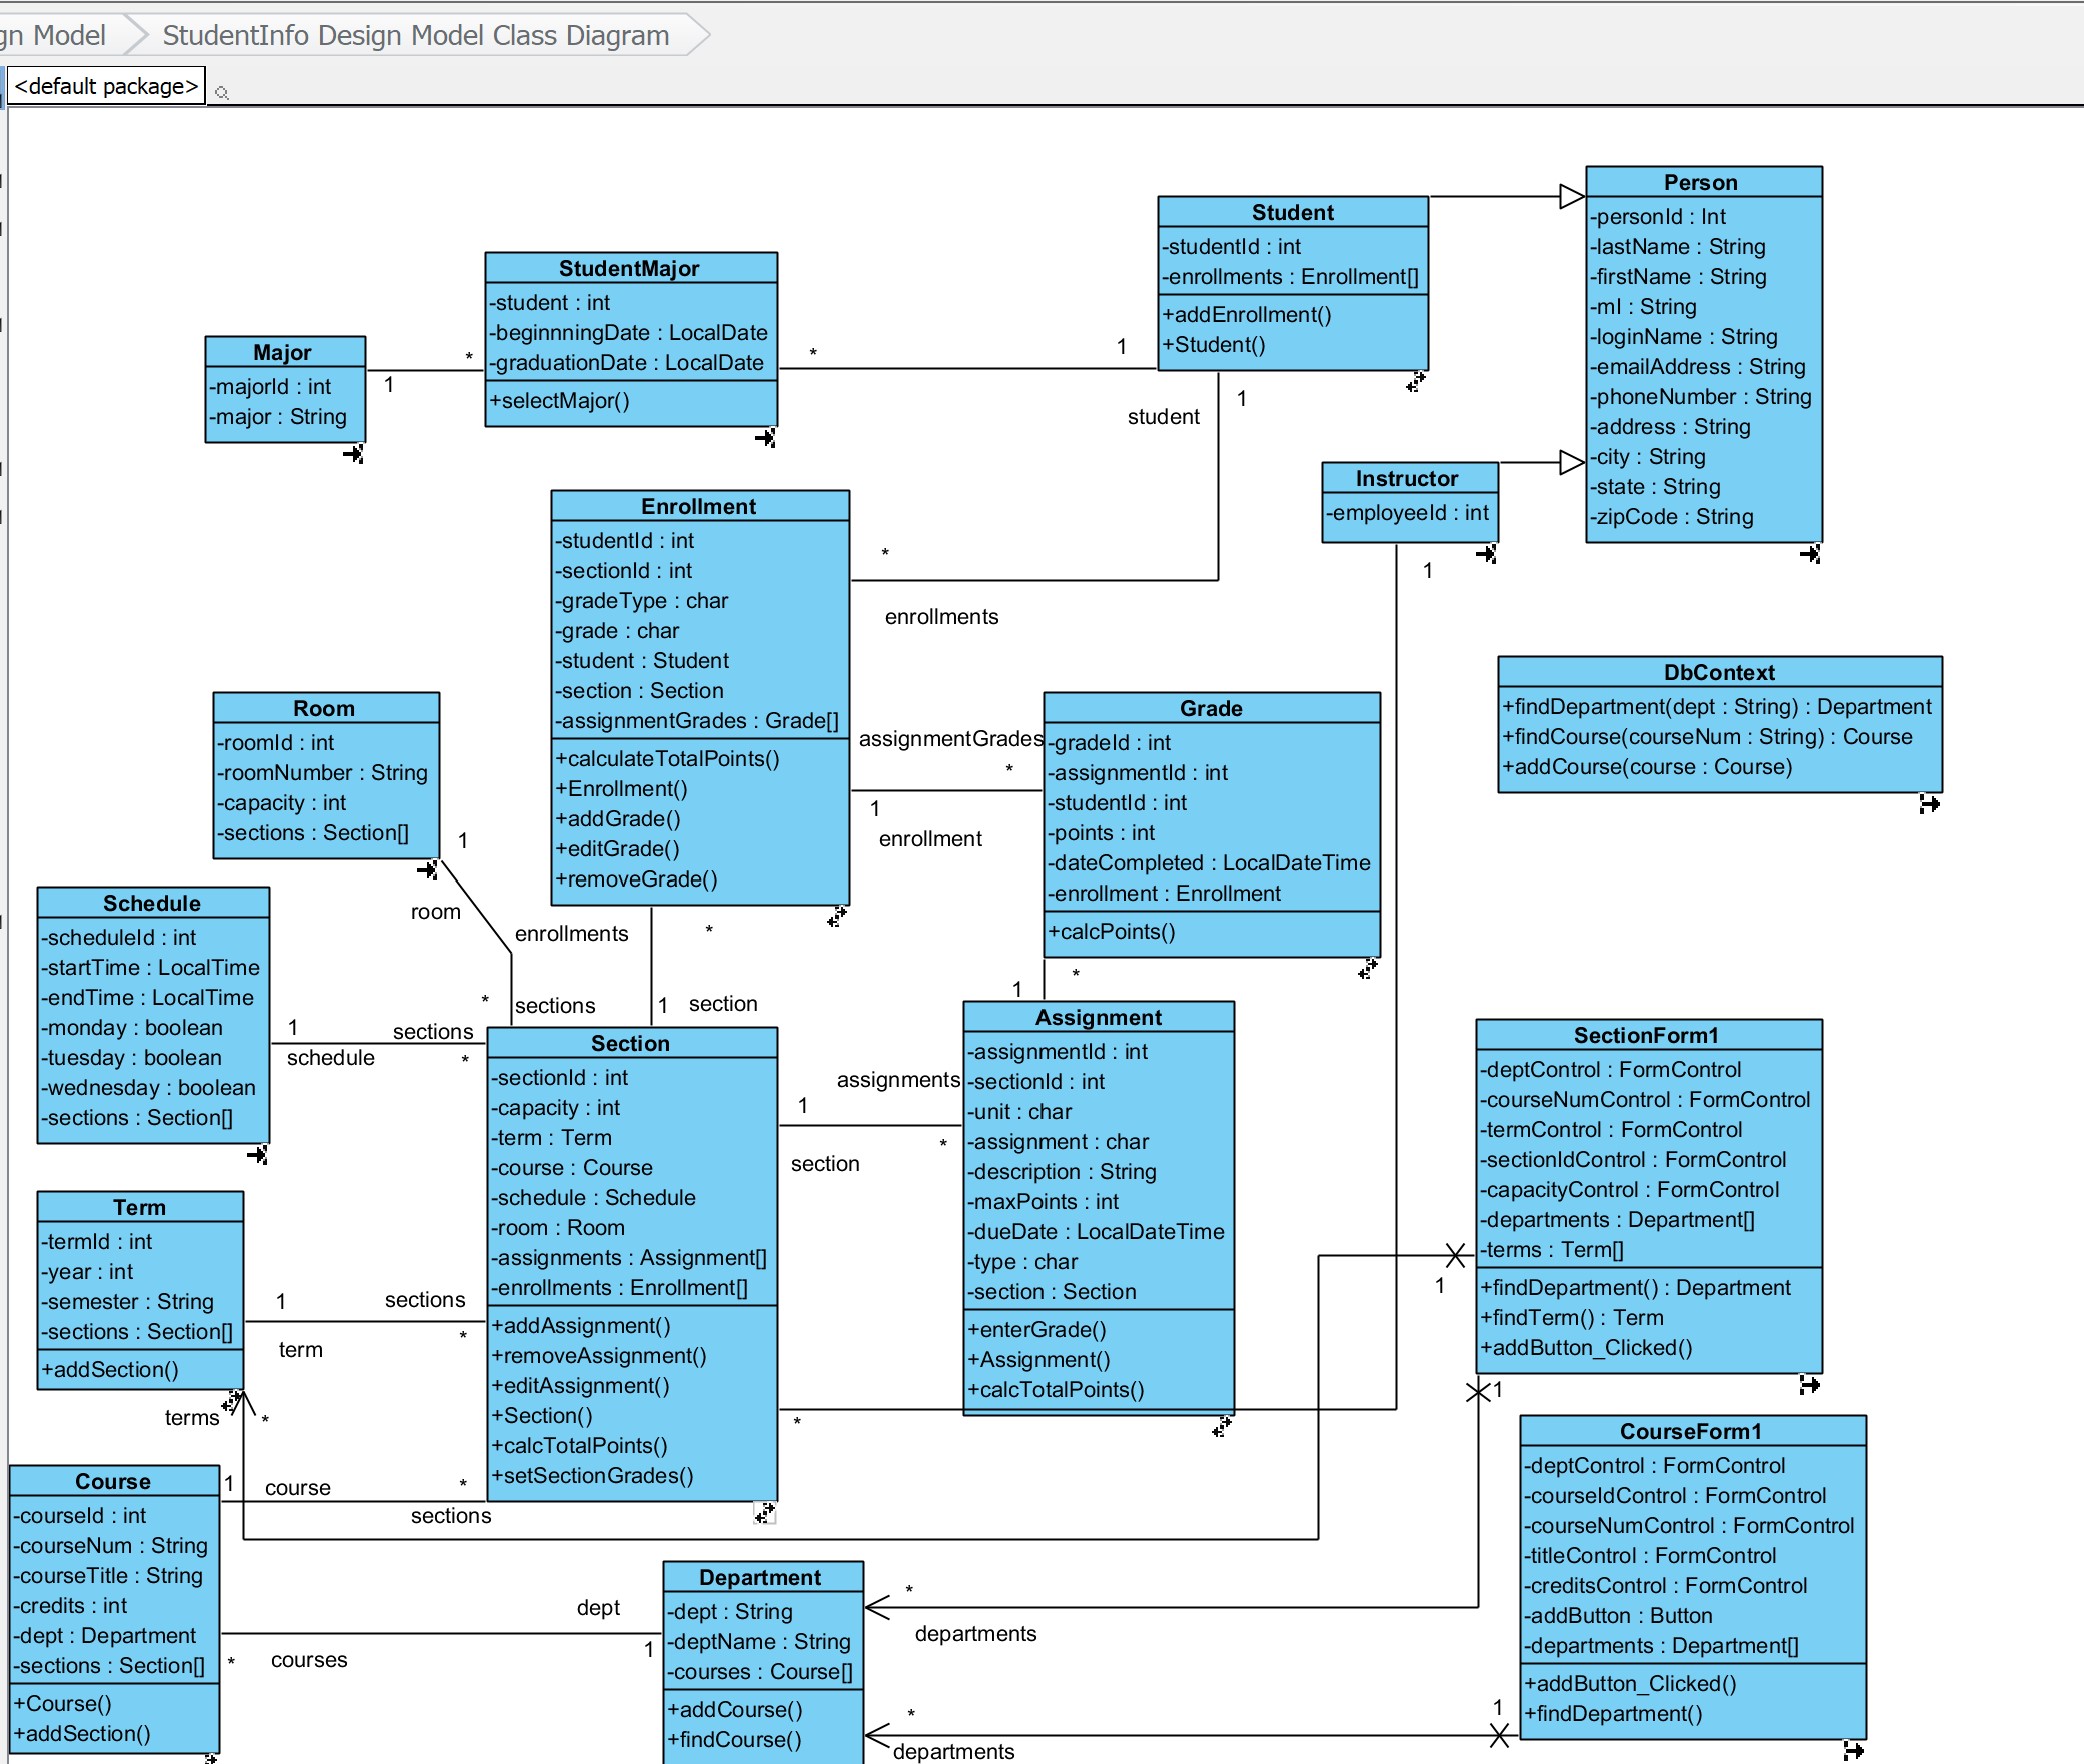 gn Model
StudentInfo Design Model Class Diagram
<default package>
Person
-personId : Int
-lastName : String
-firstName : String
-mI : String
-loginName : String
-emailAddress : String
-phoneNumber : String
-address : String
-city : String
-state : String
-zipCode : String
Student
-studentId : int
-enrollments : Enrollment[]
+addEnrollment()
+Student()
StudentMajor
-student : int
-beginnningDate : LocalDate
-graduationDate : LocalDate
+selectMajor()
Major
-majorId : int
-major : String
1
*
*
1
student
1
Instructor
-employeeId : int
1
Enrollment
-studentId : int
-sectionId : int
-gradeType : char
-grade : char
-student : Student
-section : Section
-assignmentGrades : Grade[]
+calculateTotalPoints()
+Enrollment()
+addGrade()
+editGrade()
+removeGrade()
*
enrollments
DbContext
+findDepartment(dept : String) : Department
+findCourse(courseNum : String) : Course
+addCourse(course : Course)
Room
-roomId : int
-roomNumber : String
-capacity : int
-sections : Section[]
1
room
*
sections
assignmentGrades
*
1
enrollment
Grade
-gradeId : int
-assignmentId : int
-studentId : int
-points : int
-dateCompleted : LocalDateTime
-enrollment : Enrollment
+calcPoints()
*
1
enrollments
*
1
section
Schedule
-scheduleId : int
-startTime : LocalTime
-endTime : LocalTime
-monday : boolean
-tuesday : boolean
-wednesday : boolean
-sections : Section[]
1
schedule
sections
*
Section
-sectionId : int
-capacity : int
-term : Term
-course : Course
-schedule : Schedule
-room : Room
-assignments : Assignment[]
-enrollments : Enrollment[]
+addAssignment()
+removeAssignment()
+editAssignment()
+Section()
+calcTotalPoints()
+setSectionGrades()
assignments
1
*
section
Assignment
-assignmentId : int
-sectionId : int
-unit : char
-assignment : char
-description : String
-maxPoints : int
-dueDate : LocalDateTime
-type : char
-section : Section
+enterGrade()
+Assignment()
+calcTotalPoints()
*
SectionForm1
-deptControl : FormControl
-courseNumControl : FormControl
-termControl : FormControl
-sectionIdControl : FormControl
-capacityControl : FormControl
-departments : Department[]
-terms : Term[]
+findDepartment() : Department
+findTerm() : Term
+addButton_Clicked()
1
1
Term
-termId : int
-year : int
-semester : String
-sections : Section[]
+addSection()
1
sections
*
term
terms
*
Course
-courseId : int
-courseNum : String
-courseTitle : String
-credits : int
-dept : Department
-sections : Section[]
+Course()
+addSection()
1
course
*
sections
dept
1
*
courses
Department
-dept : String
-deptName : String
-courses : Course[]
+addCourse()
+findCourse()
*
departments
*
departments
1
CourseForm1
-deptControl : FormControl
-courseIdControl : FormControl
-courseNumControl : FormControl
-titleControl : FormControl
-creditsControl : FormControl
-addButton : Button
-departments : Department[]
+addButton_Clicked()
+findDepartment()